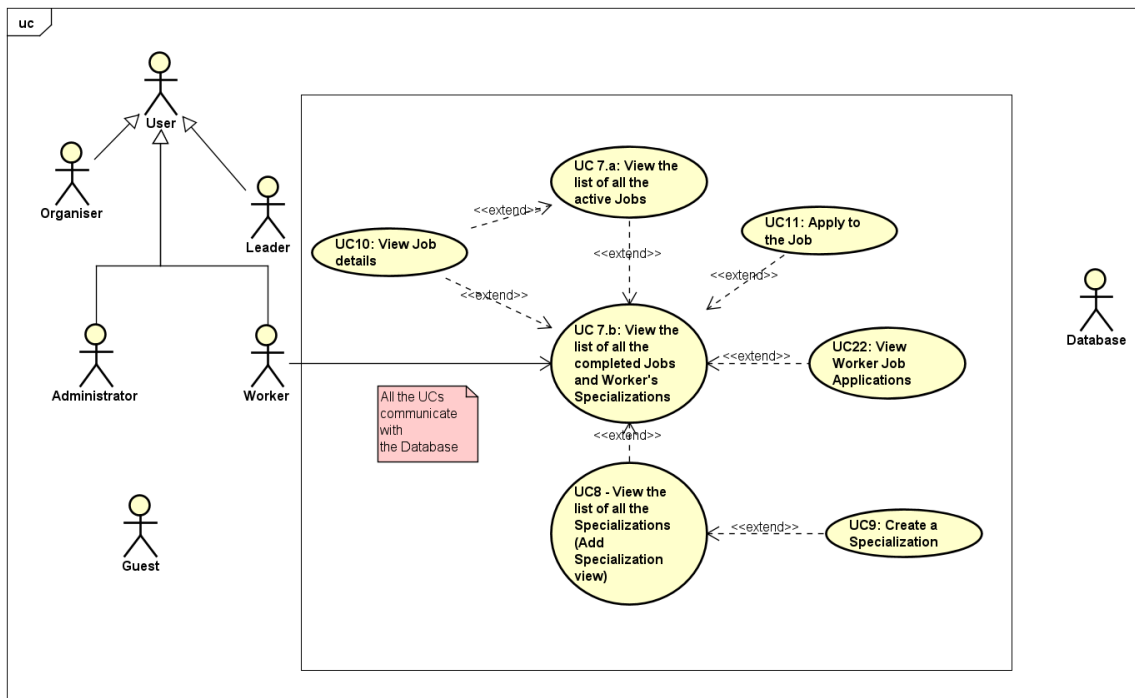 uc
User
Organiser
Leader
Administrator
Worker
Guest
UC 7.a: View the
list of all the
active Jobs
<<extend>>
UC10: View Job
details
<<extend>>
<<extend>>
UC11: Apply to
the Job
<<extend>>
UC 7.b: View the
list of all the
completed Jobs
and Worker's
Specializations
<<extend>>
UC22: View
Worker Job
Applications
All the UCs
communicate
with
the Database
<<extend>>
UC8 - View the
list of all the
Specializations
(Add
Specialization
view)
<<extend>>
UC9: Create a
Specialization
Database